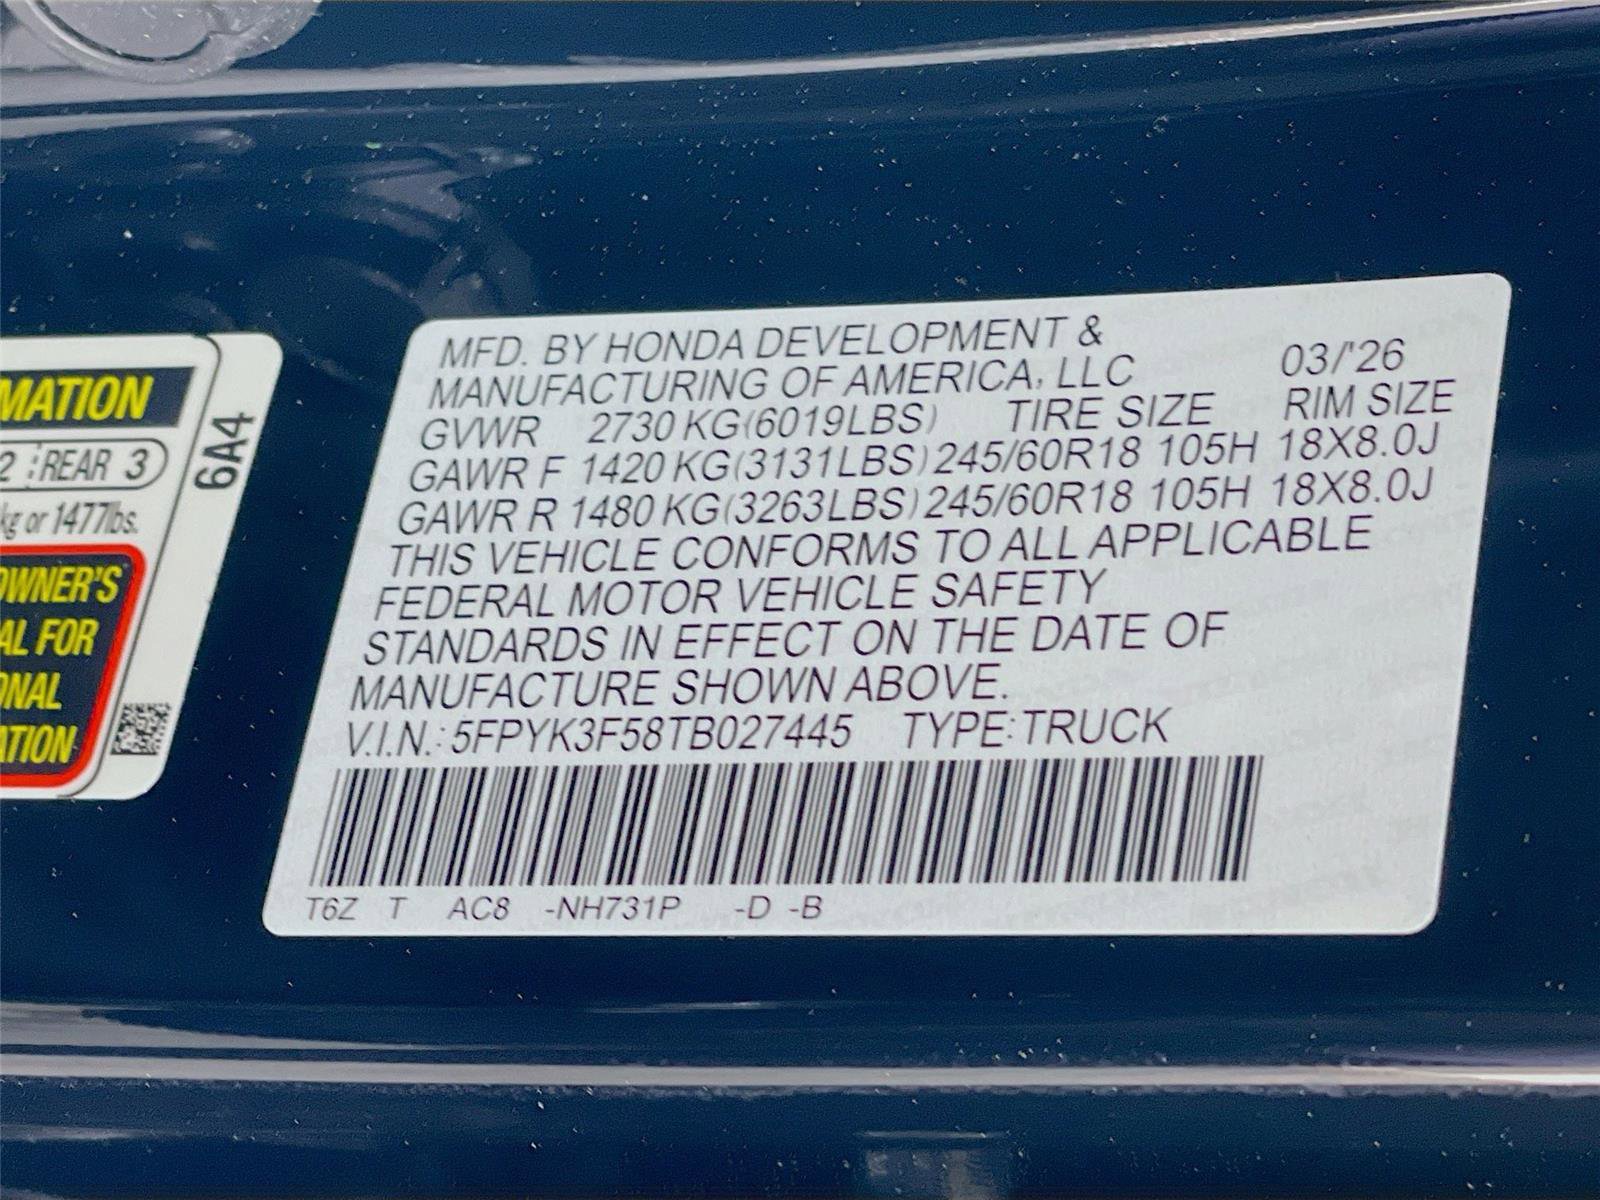 MATION
2 REAR 3
kg or 1477lbs.
OWNER'S
AL FOR
ONAL
ATION
6A4
MFD. BY HONDA DEVELOPMENT &
MANUFACTURING OF AMERICA, LLC 03/'26
GVWR 2730 KG(6019LBS) TIRE SIZE RIM SIZE
GAWR F 1420 KG(3131LBS) 245/60R18 105H 18X8.0J
GAWR R 1480 KG(3263LBS) 245/60R18 105H 18X8.0J
THIS VEHICLE CONFORMS TO ALL APPLICABLE
FEDERAL MOTOR VEHICLE SAFETY
STANDARDS IN EFFECT ON THE DATE OF
MANUFACTURE SHOWN ABOVE.
V.I.N.: 5FPYK3F58TB027445 TYPE: TRUCK
T6Z T AC8 -NH731P -D -B